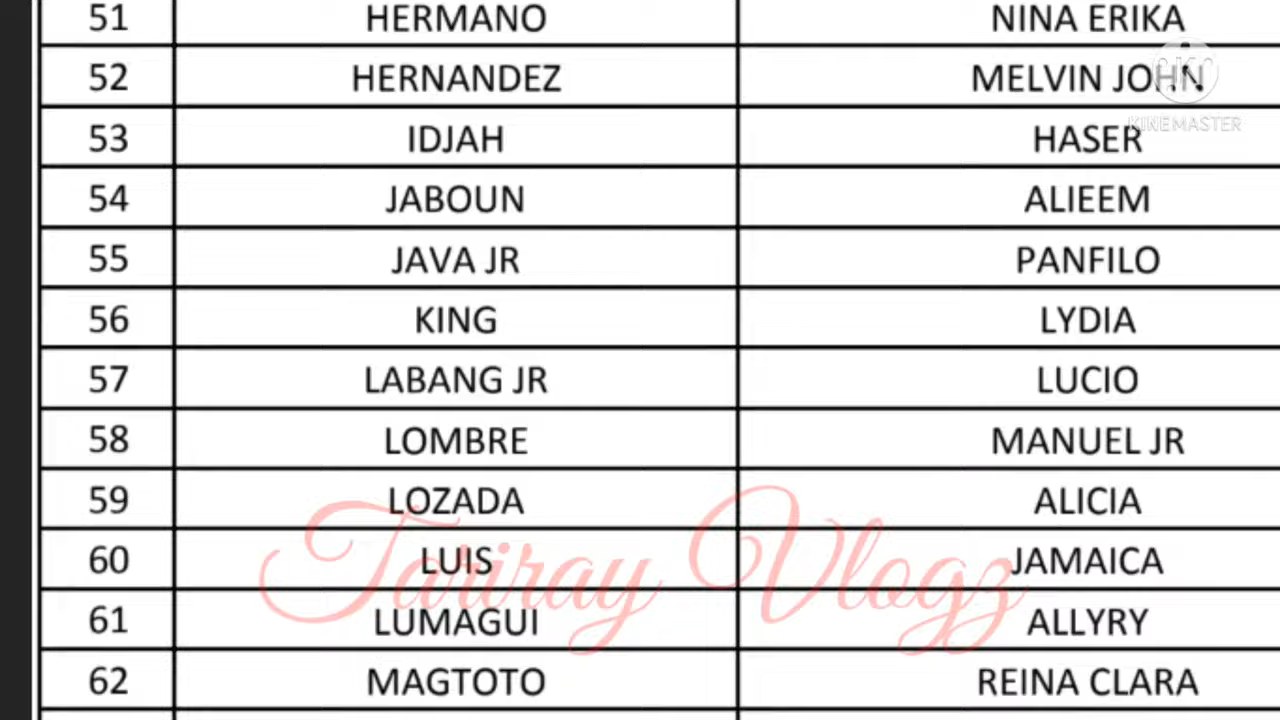 51 HERMANO NINA ERIKA
52 HERNANDEZ MELVIN JOHN
KINEMASTER
53 IDJAH HASER
54 JABOUN ALIEEM
55 JAVA JR PANFILO
56 KING LYDIA
57 LABANG JR LUCIO
58 LOMBRE MANUEL JR
59 LOZADA ALICIA
60 LUIS JAMAICA
Tariray Vlogz
61 LUMAGUI ALLYRY
62 MAGTOTO REINA CLARA